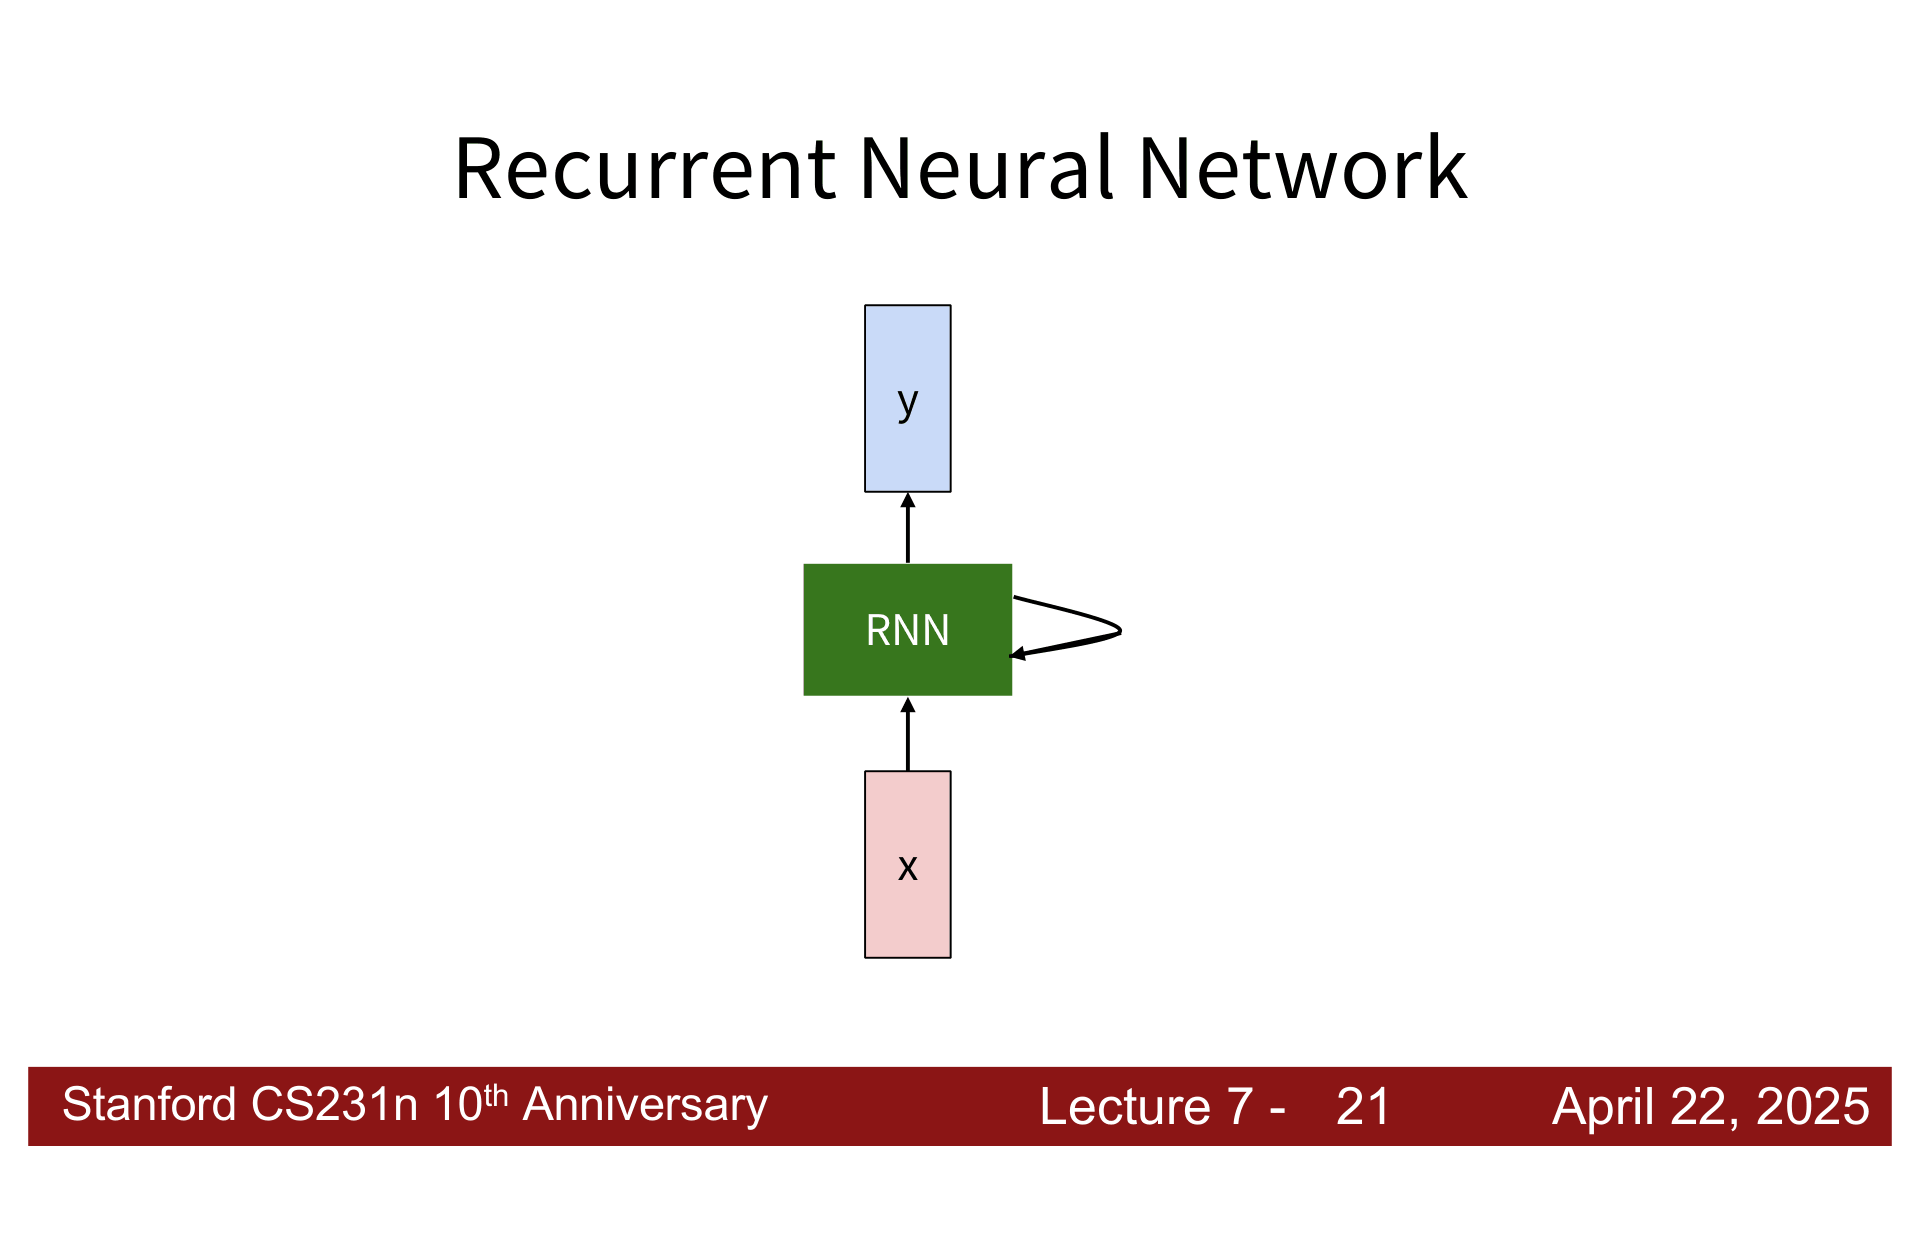 Recurrent Neural Network
y
RNN
x
Stanford CS231n 10th Anniversary
Lecture 7 - 21
April 22, 2025